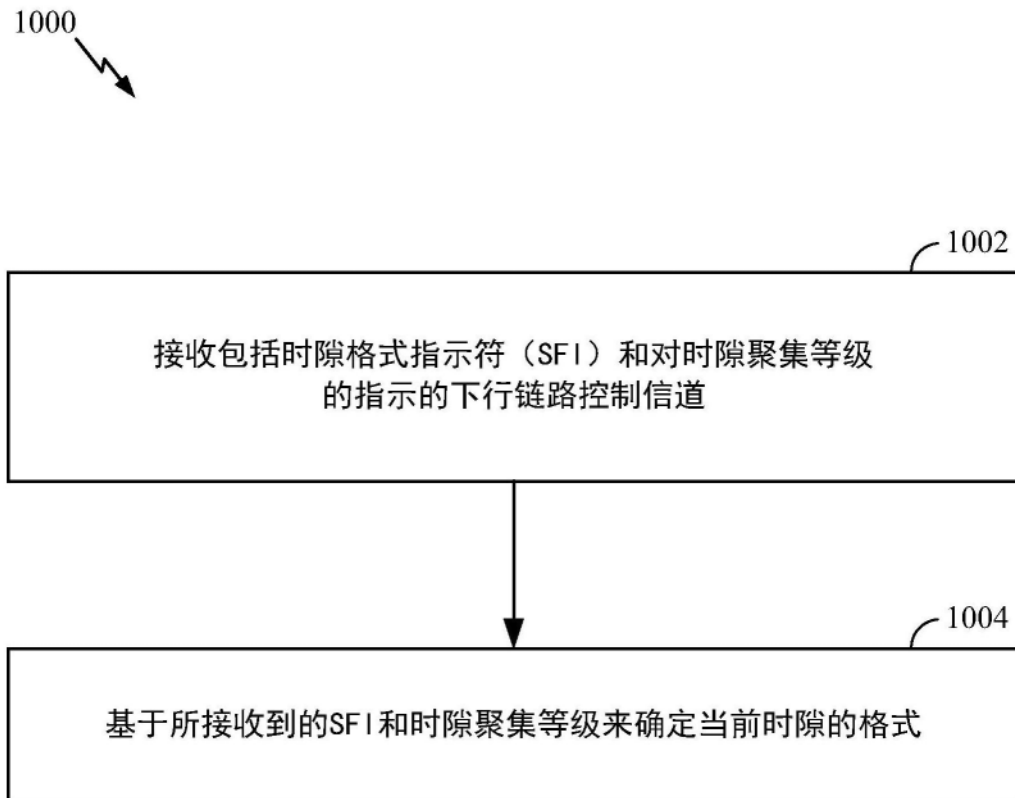 1000
1002
接收包括时隙格式指示符（SFI）和对时隙聚集等级
的指示的下行链路控制信道
1004
基于所接收到的SFI和时隙聚集等级来确定当前时隙的格式